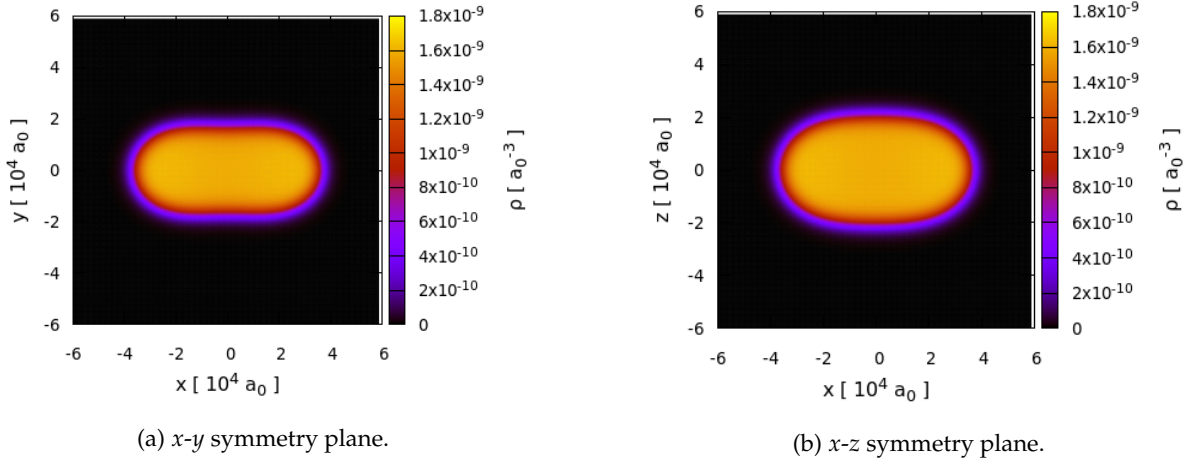 6
4
2
0
-2
-4
-6
y [ 10⁴ a₀ ]
-6 -4 -2 0 2 4 6
x [ 10⁴ a₀ ]
1.8x10⁻⁹
1.6x10⁻⁹
1.4x10⁻⁹
1.2x10⁻⁹
1x10⁻⁹
8x10⁻¹⁰
6x10⁻¹⁰
4x10⁻¹⁰
2x10⁻¹⁰
0
ρ [ a₀⁻³ ]
(a) x-y symmetry plane.
6
4
2
0
-2
-4
-6
z [ 10⁴ a₀ ]
-6 -4 -2 0 2 4 6
x [ 10⁴ a₀ ]
1.8x10⁻⁹
1.6x10⁻⁹
1.4x10⁻⁹
1.2x10⁻⁹
1x10⁻⁹
8x10⁻¹⁰
6x10⁻¹⁰
4x10⁻¹⁰
2x10⁻¹⁰
0
ρ [ a₀⁻³ ]
(b) x-z symmetry plane.